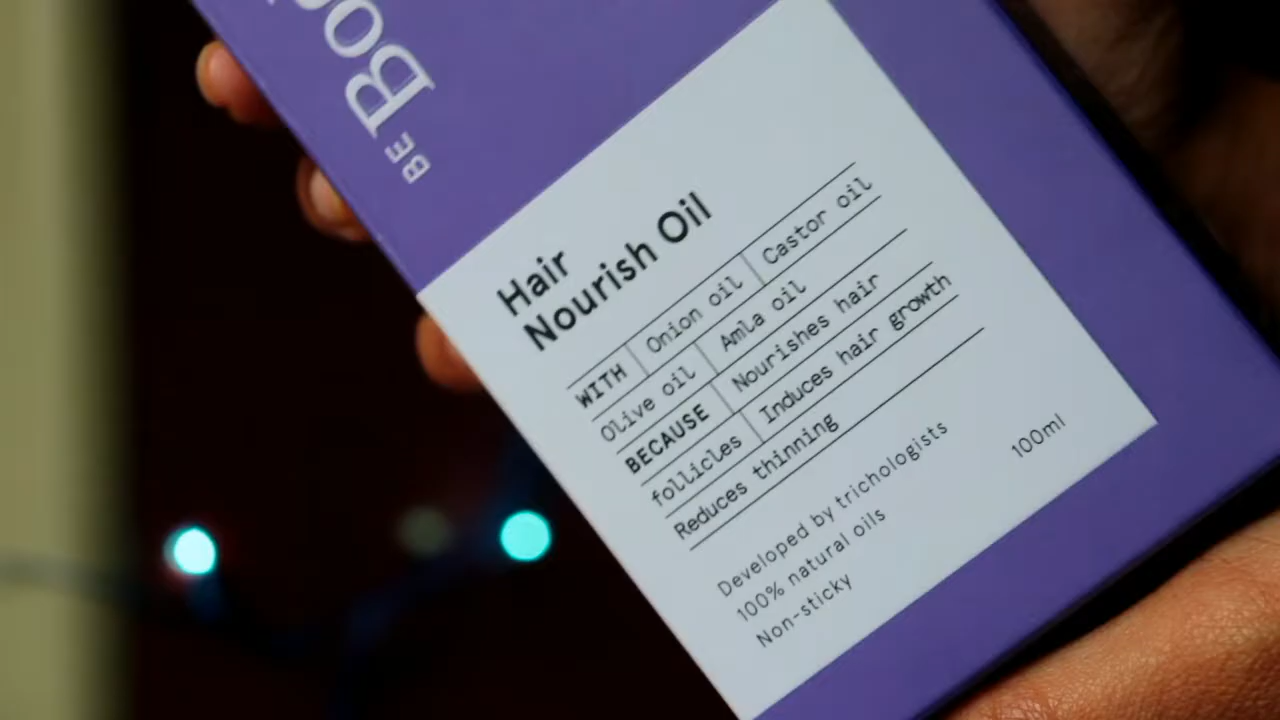 BE
Hair
Nourish Oil
WITH Onion oil Castor oil
Olive oil Amla oil
BECAUSE Nourishes hair
follicles Induces hair growth
Reduces thinning
Developed by trichologists
100% natural oils
Non-sticky
100ml